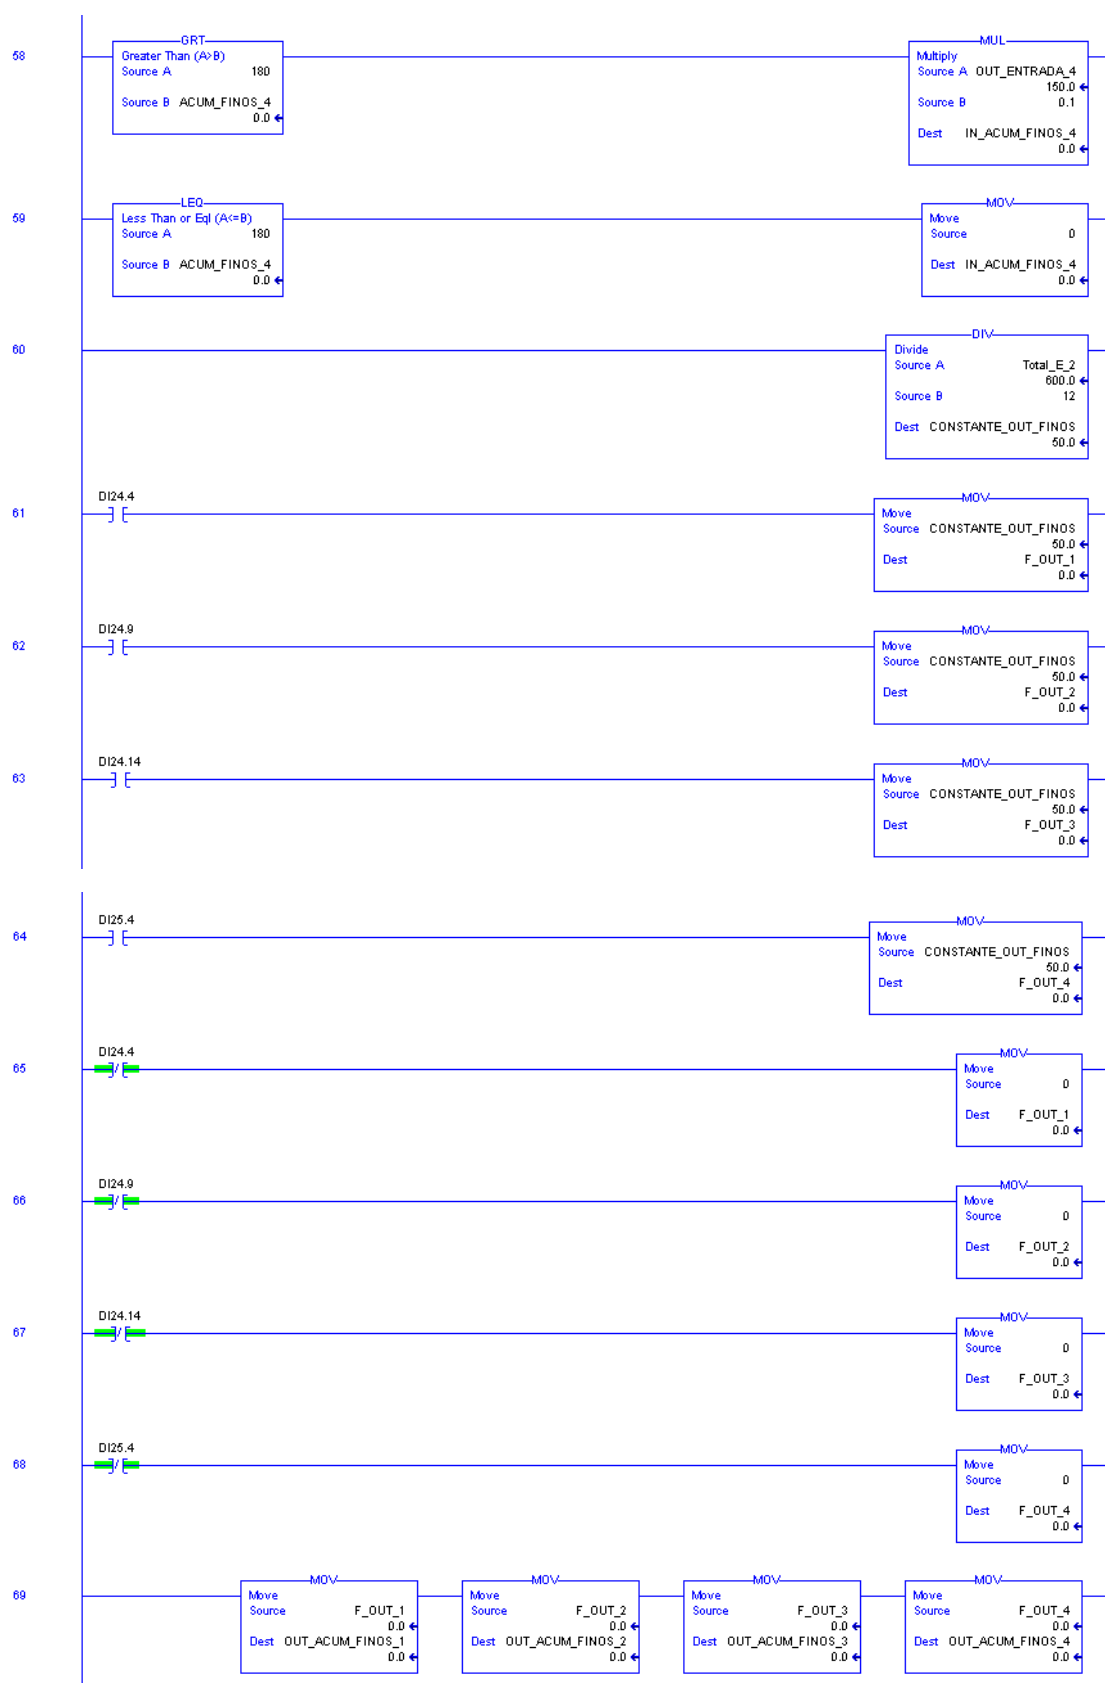 58
GRT
Greater Than (A>B)
Source A 180
Source B ACUM_FINOS_4
0.0
MUL
Multiply
Source A OUT_ENTRADA_4
150.0
Source B 0.1
Dest IN_ACUM_FINOS_4
0.0
59
LEQ
Less Than or Eql (A<=B)
Source A 180
Source B ACUM_FINOS_4
0.0
MOV
Move
Source 0
Dest IN_ACUM_FINOS_4
0.0
60
DIV
Divide
Source A Total_E_2
600.0
Source B 12
Dest CONSTANTE_OUT_FINOS
50.0
61
DI24.4
MOV
Move
Source CONSTANTE_OUT_FINOS
50.0
Dest F_OUT_1
0.0
62
DI24.9
MOV
Move
Source CONSTANTE_OUT_FINOS
50.0
Dest F_OUT_2
0.0
63
DI24.14
MOV
Move
Source CONSTANTE_OUT_FINOS
50.0
Dest F_OUT_3
0.0
64
DI25.4
MOV
Move
Source CONSTANTE_OUT_FINOS
50.0
Dest F_OUT_4
0.0
65
DI24.4
MOV
Move
Source 0
Dest F_OUT_1
0.0
66
DI24.9
MOV
Move
Source 0
Dest F_OUT_2
0.0
67
DI24.14
MOV
Move
Source 0
Dest F_OUT_3
0.0
68
DI25.4
MOV
Move
Source 0
Dest F_OUT_4
0.0
69
MOV
Move
Source F_OUT_1
0.0
Dest OUT_ACUM_FINOS_1
0.0
MOV
Move
Source F_OUT_2
0.0
Dest OUT_ACUM_FINOS_2
0.0
MOV
Move
Source F_OUT_3
0.0
Dest OUT_ACUM_FINOS_3
0.0
MOV
Move
Source F_OUT_4
0.0
Dest OUT_ACUM_FINOS_4
0.0